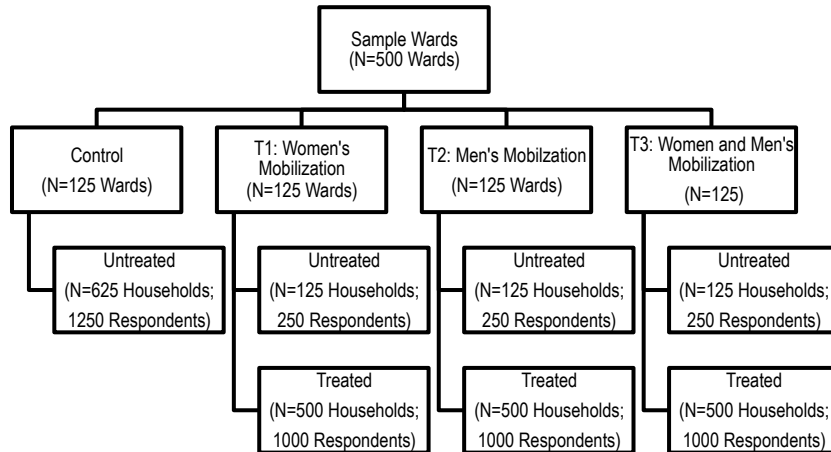 Sample Wards
(N=500 Wards)
Control
(N=125 Wards)
T1: Women's
Mobilization
(N=125 Wards)
T2: Men's Mobilzation
(N=125 Wards)
T3: Women and Men's
Mobilization
(N=125)
Untreated
(N=625 Households;
1250 Respondents)
Untreated
(N=125 Households;
250 Respondents)
Untreated
(N=125 Households;
250 Respondents)
Untreated
(N=125 Households;
250 Respondents)
Treated
(N=500 Households;
1000 Respondents)
Treated
(N=500 Households;
1000 Respondents)
Treated
(N=500 Households;
1000 Respondents)